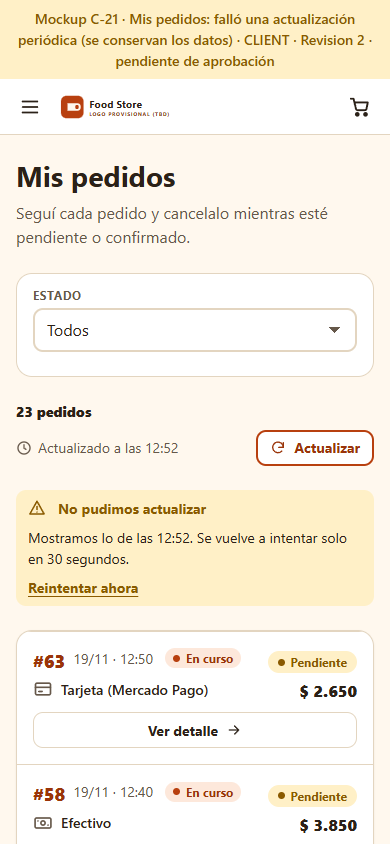 Mockup C-21 · Mis pedidos: falló una actualización
periódica (se conservan los datos) · CLIENT · Revision 2 ·
pendiente de aprobación
Food Store
LOGO PROVISIONAL (TBD)
Mis pedidos
Seguí cada pedido y cancelalo mientras esté
pendiente o confirmado.
ESTADO
Todos
23 pedidos
Actualizado a las 12:52
Actualizar
No pudimos actualizar
Mostramos lo de las 12:52. Se vuelve a intentar solo
en 30 segundos.
Reintentar ahora
#63 19/11 · 12:50 En curso Pendiente
Tarjeta (Mercado Pago) $ 2.650
Ver detalle →
#58 19/11 · 12:40 En curso Pendiente
Efectivo $ 3.850